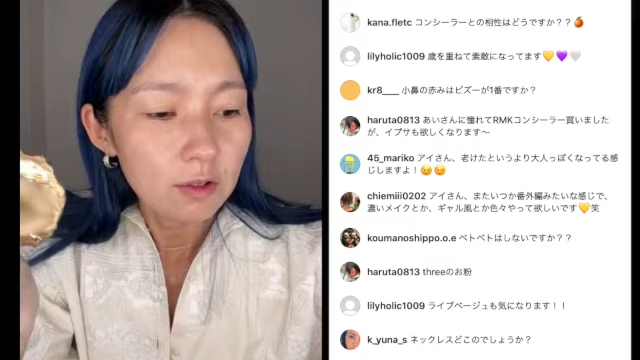 kana.fletc コンシーラーとの相性はどうですか？？🍊
lilyholic1009 歳を重ねて素敵になってます💛💜🤍
kr8____ 小鼻の赤みはビズーが1番ですか？
haruta0813 あいさんに憧れてRMKコンシーラー買いました
が、イプサも欲しくなります〜
45_mariko アイさん、老けたというより大人っぽくなってる感
じしますよ！😉😉
chiemiii0202 アイさん、またいつか番外編みたいな感じで、
濃いメイクとか、ギャル風とか色々やって欲しいです💛笑
koumanoshippo.o.e ベトベトはしないですか？？
haruta0813 threeのお粉
lilyholic1009 ライブベージュも気になります！！
k_yuna_s ネックレスどこのでしょうか？